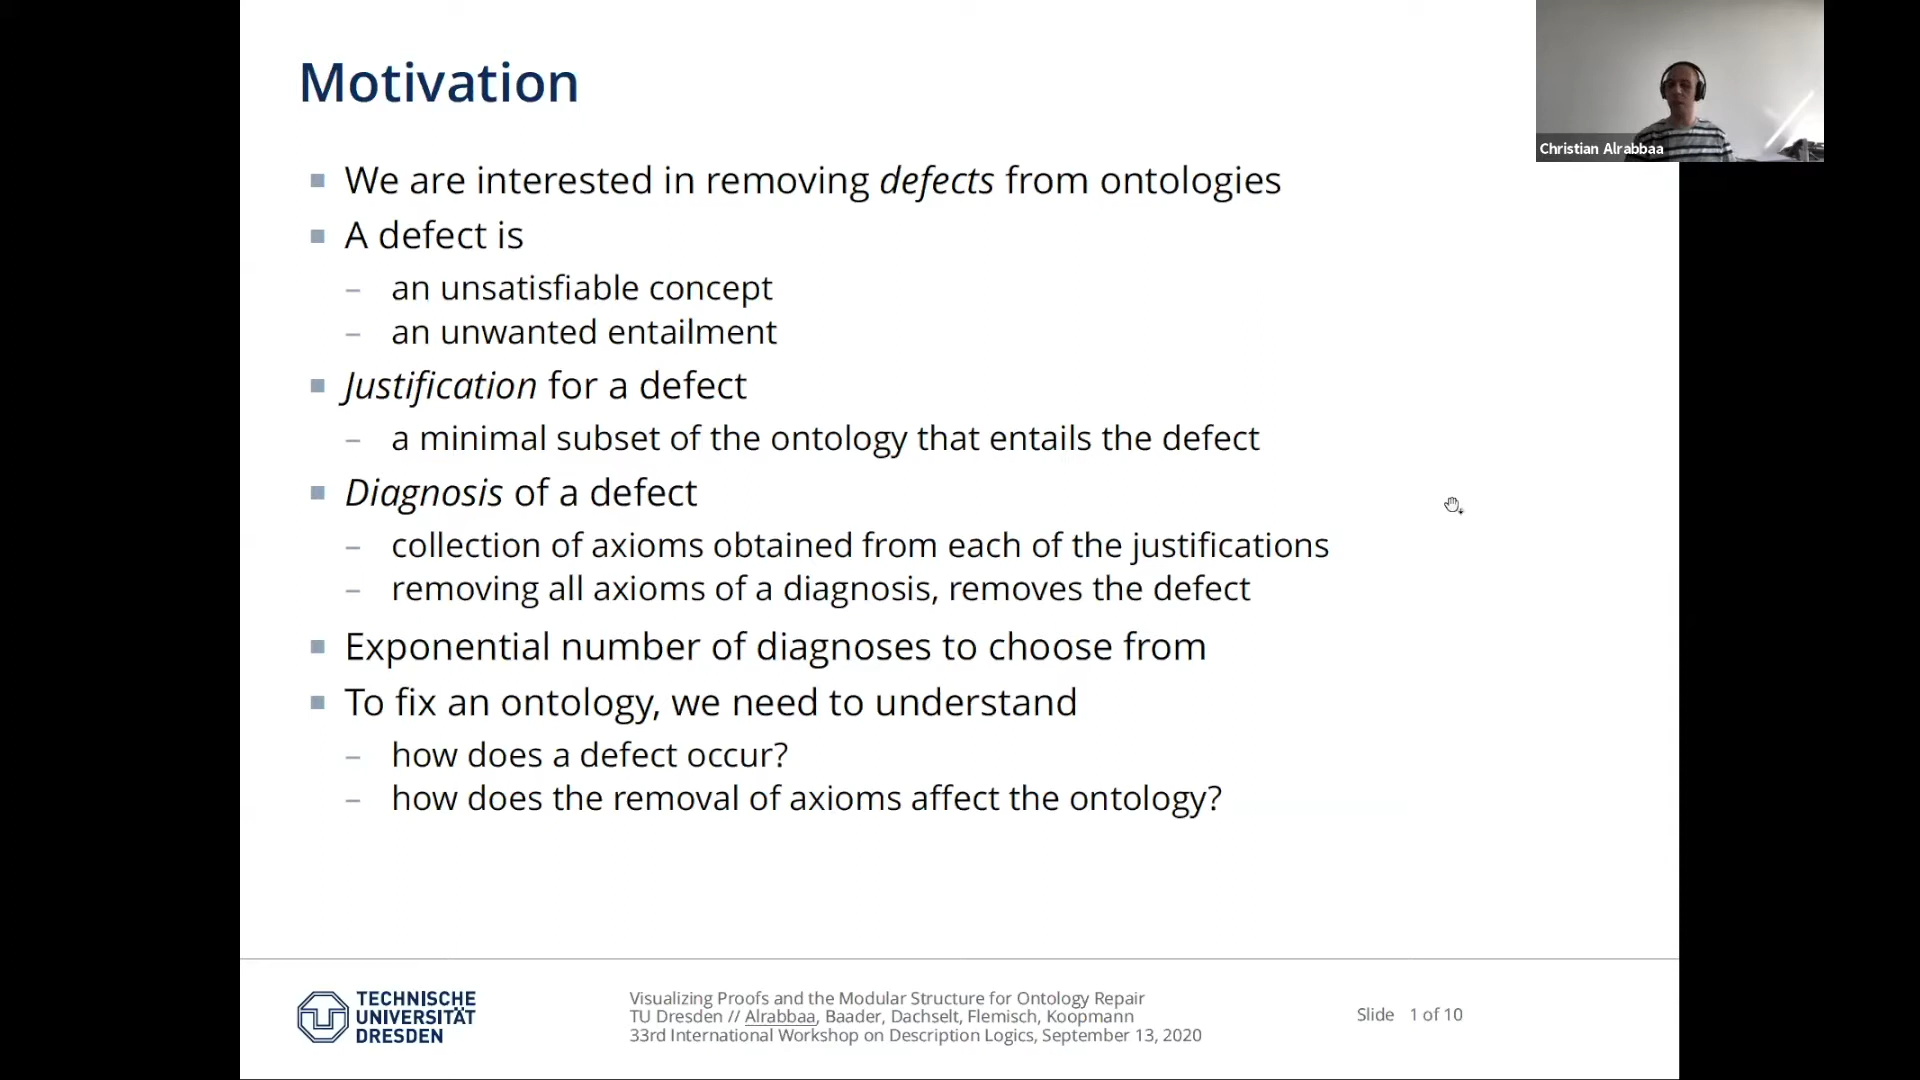 Motivation
We are interested in removing defects from ontologies
A defect is
– an unsatisfiable concept
– an unwanted entailment
Justification for a defect
– a minimal subset of the ontology that entails the defect
Diagnosis of a defect
– collection of axioms obtained from each of the justifications
– removing all axioms of a diagnosis, removes the defect
Exponential number of diagnoses to choose from
To fix an ontology, we need to understand
– how does a defect occur?
– how does the removal of axioms affect the ontology?
Christian Alrabbaa
TECHNISCHE
UNIVERSITÄT
DRESDEN
Visualizing Proofs and the Modular Structure for Ontology Repair
TU Dresden // Alrabbaa, Baader, Dachselt, Flemisch, Koopmann
33rd International Workshop on Description Logics, September 13, 2020
Slide 1 of 10